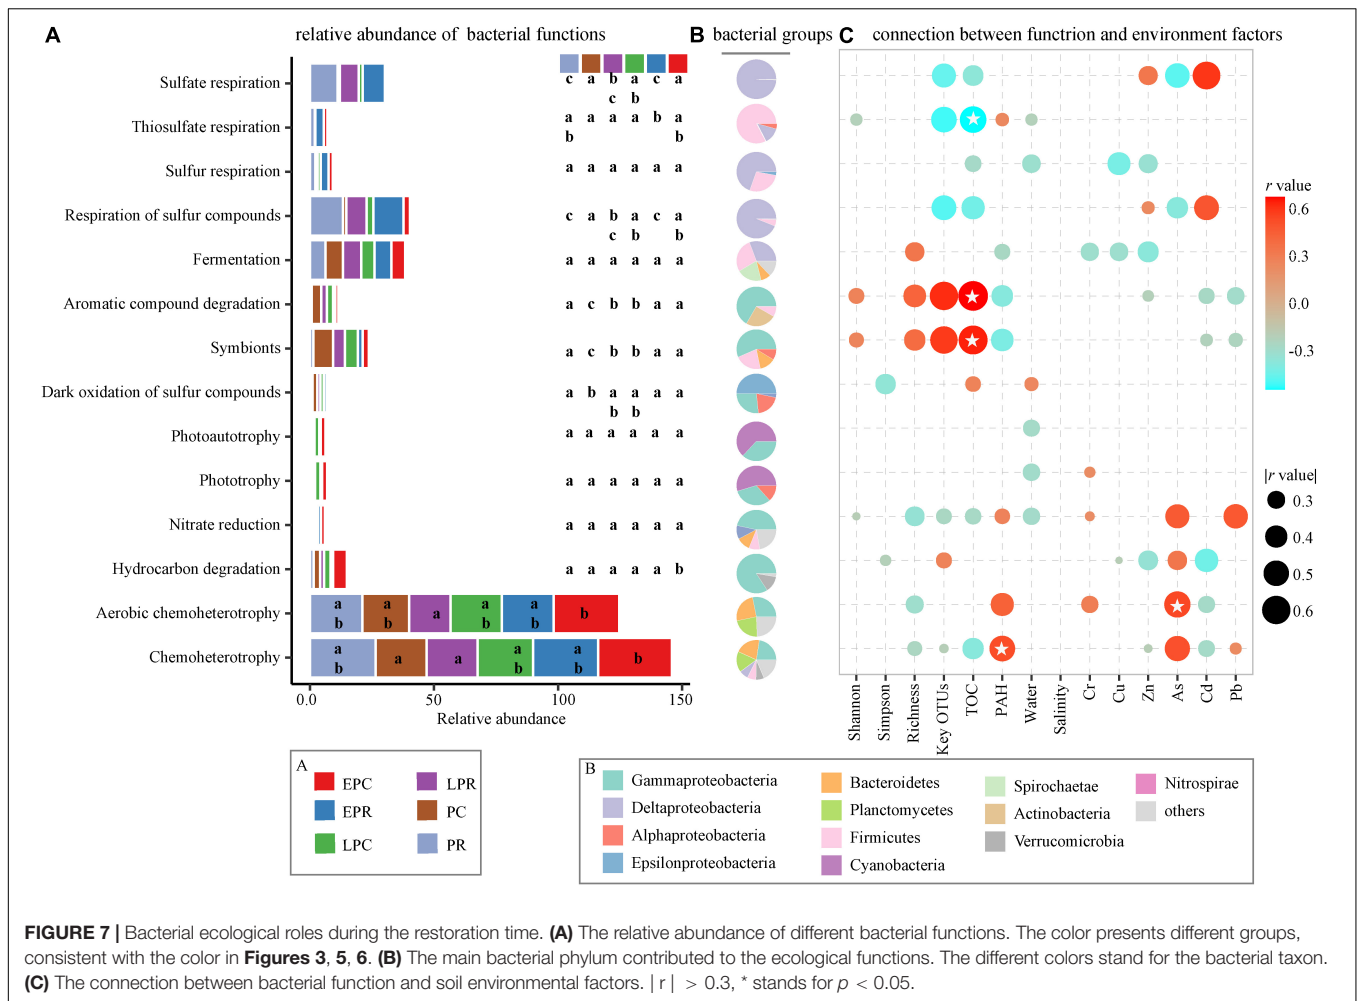 A relative abundance of bacterial functions B bacterial groups C connection between functrion and environment factors
Sulfate respiration c a b a c a
c b
Thiosulfate respiration a a a a b a
b b
Sulfur respiration a a a a a a
Respiration of sulfur compounds c a b a c a
c b b
Fermentation a a a a a a
Aromatic compound degradation a c b b a a
Symbionts a c b b a a
Dark oxidation of sulfur compounds a b a a a a
b b
Photoautotrophy a a a a a a
Phototrophy a a a a a a
Nitrate reduction a a a a a a
Hydrocarbon degradation a a a a a b
Aerobic chemoheterotrophy a a a a a b
b b b b
Chemoheterotrophy a a a a a b
b b b
0.0 50 100 150
Relative abundance
Shannon Simpson Richness Key OTUs TOC PAH Water Salinity Cr Cu Zn As Cd Pb
r value
0.6
0.3
0.0
-0.3
|r value|
0.3
0.4
0.5
0.6
A
EPC LPR
EPR PC
LPC PR
B
Gammaproteobacteria Bacteroidetes Spirochaetae Nitrospirae
Deltaproteobacteria Planctomycetes Actinobacteria others
Alphaproteobacteria Firmicutes Verrucomicrobia
Epsilonproteobacteria Cyanobacteria
FIGURE 7 | Bacterial ecological roles during the restoration time. (A) The relative abundance of different bacterial functions. The color presents different groups,
consistent with the color in Figures 3, 5, 6. (B) The main bacterial phylum contributed to the ecological functions. The different colors stand for the bacterial taxon.
(C) The connection between bacterial function and soil environmental factors. | r | > 0.3, * stands for p < 0.05.